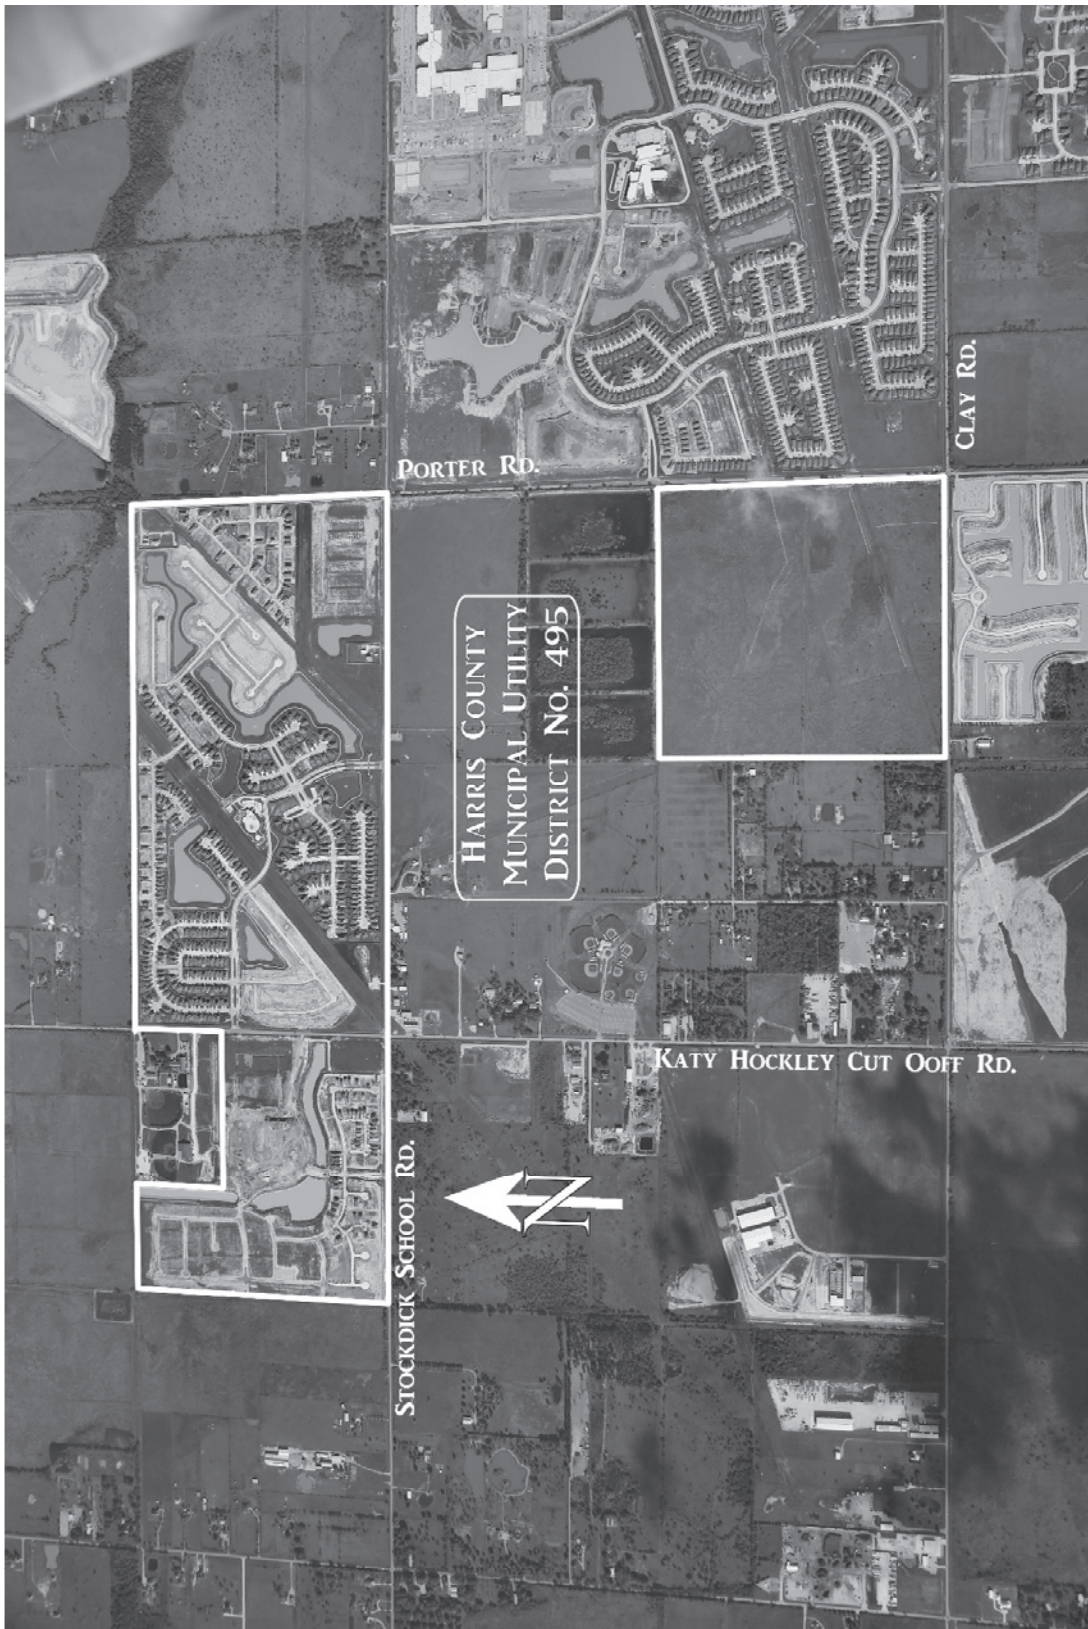 PORTER RD.
CLAY RD.
HARRIS COUNTY
MUNICIPAL UTILITY
DISTRICT NO. 495
KATY HOCKLEY CUT OOFF RD.
STOCKDICK SCHOOL RD.
N